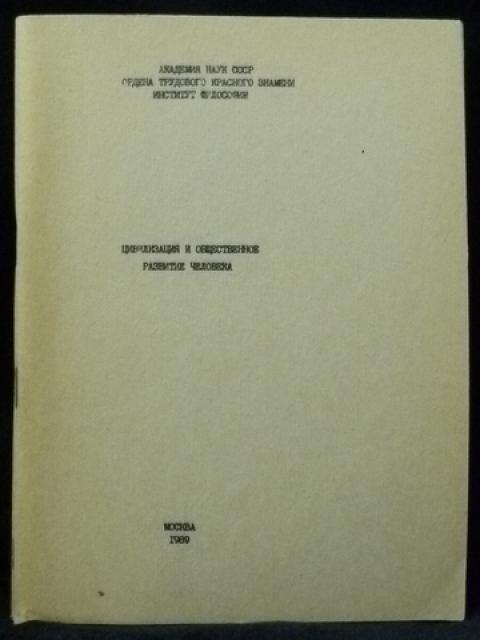 АКАДЕМИЯ НАУК СССР
ОРДЕНА ТРУДОВОГО КРАСНОГО ЗНАМЕНИ
ИНСТИТУТ ФИЛОСОФИИ
ЦИВИЛИЗАЦИЯ И ОБЩЕСТВЕННОЕ
РАЗВИТИЕ ЧЕЛОВЕКА
МОСКВА
1989